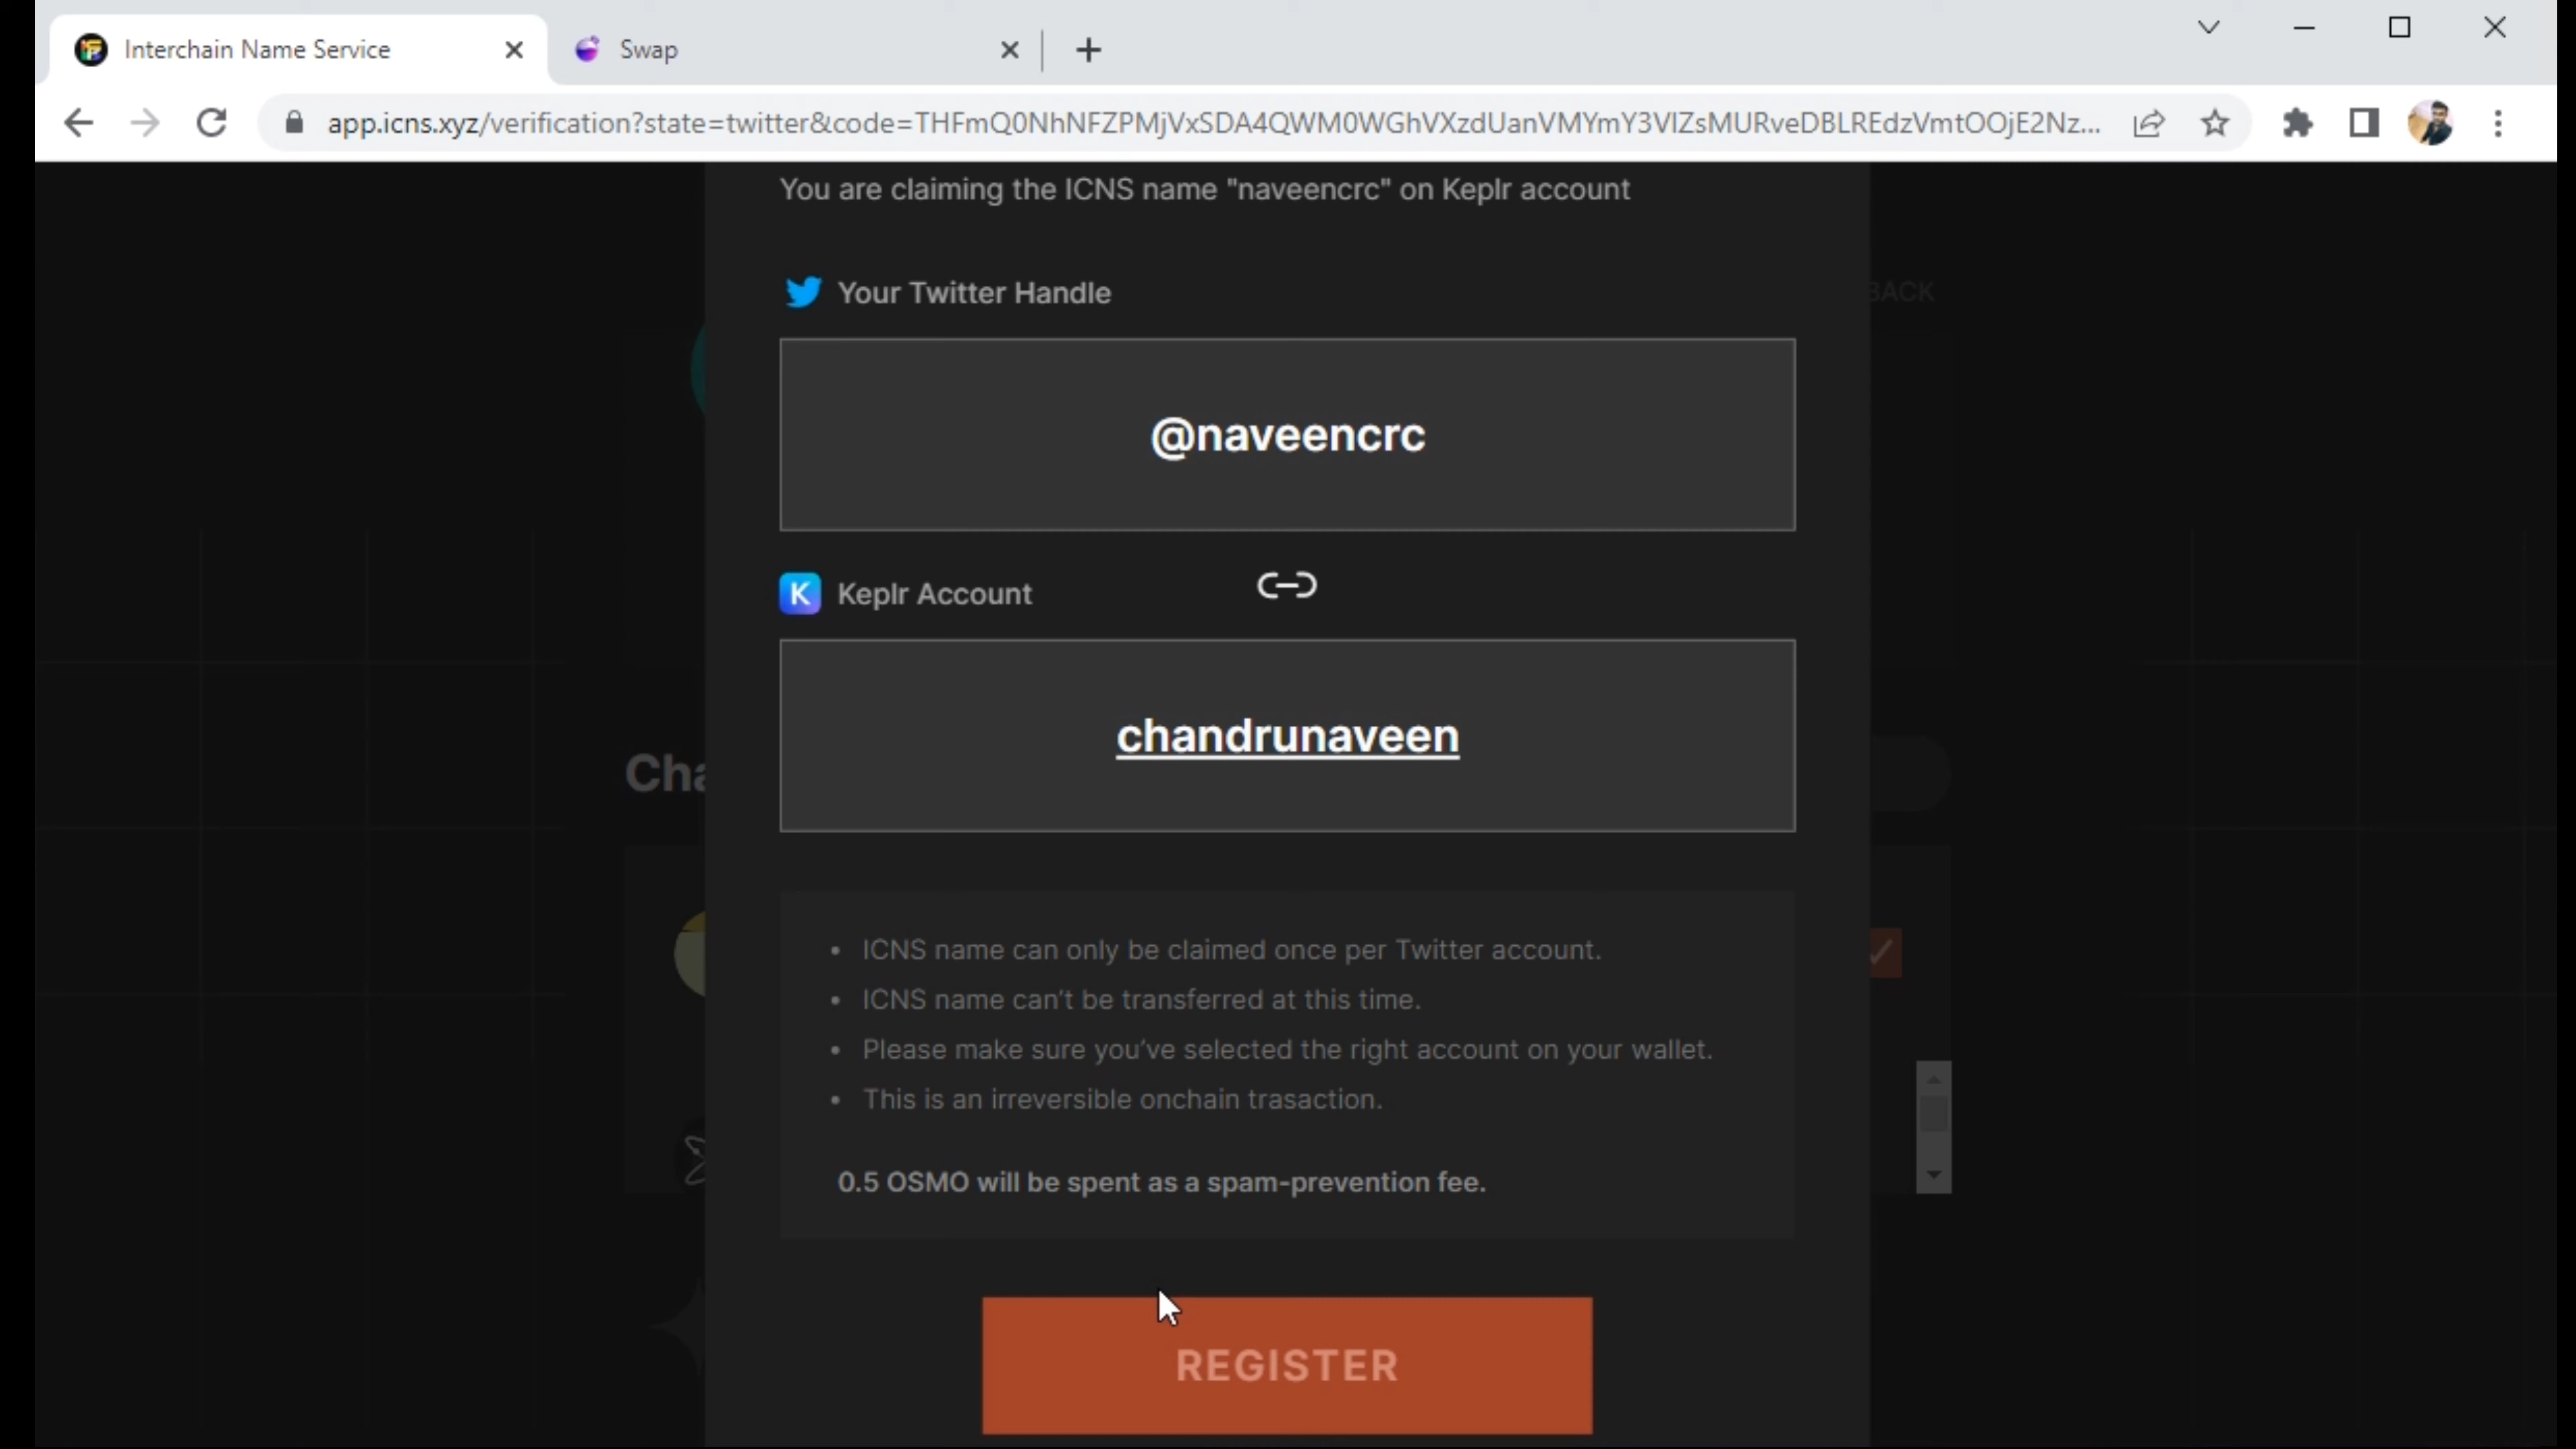 Interchain Name Service
Swap
app.icns.xyz/verification?state=twitter&code=THFmQ0NhNFZPMjVxSDA4QWM0WGhVXzdUanVMYmY3VlZsMURveDBLREdzVmtOOjE2Nz...
You are claiming the ICNS name "naveencrc" on Keplr account
Your Twitter Handle
BACK
@naveencrc
K Keplr Account
chandrunaveen
Cha
• ICNS name can only be claimed once per Twitter account.
• ICNS name can't be transferred at this time.
• Please make sure you've selected the right account on your wallet.
• This is an irreversible onchain trasaction.
0.5 OSMO will be spent as a spam-prevention fee.
REGISTER